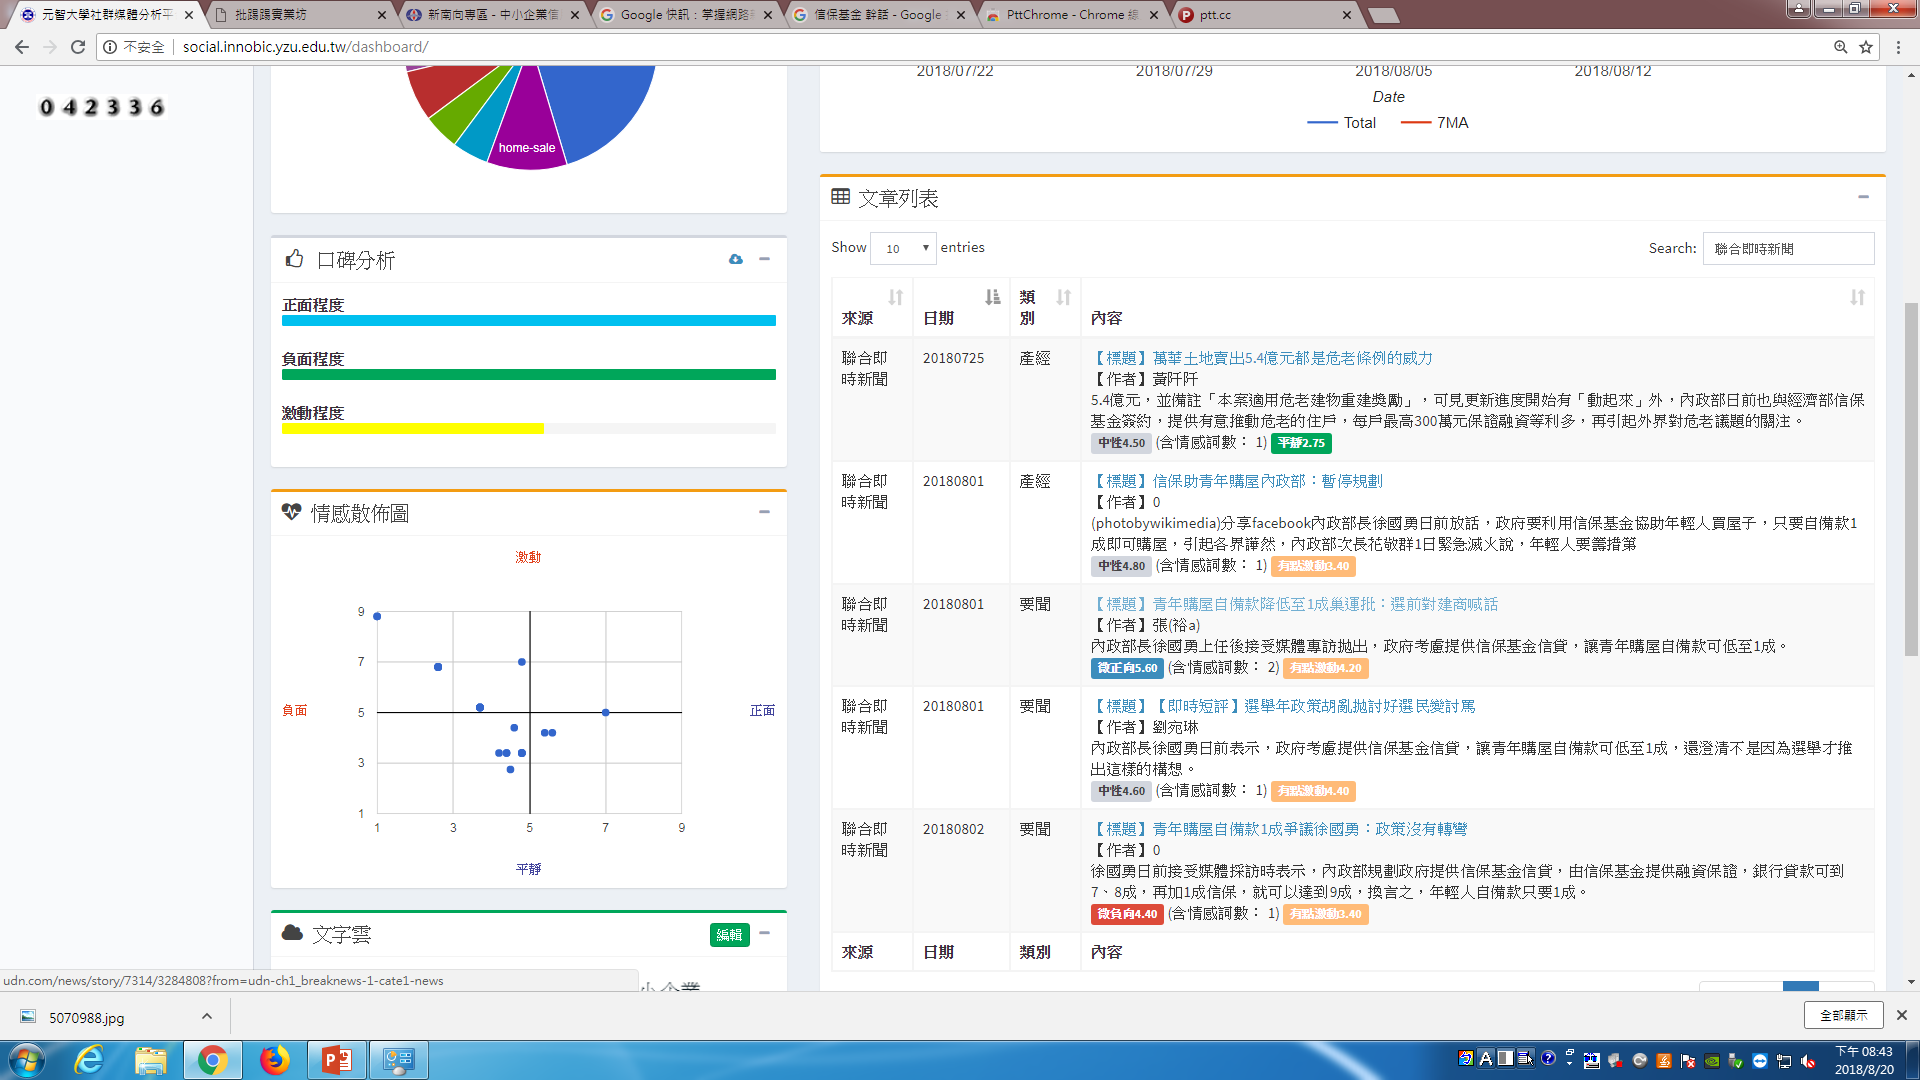 元智大學社群媒體分析平
批踢踢實業坊
新南向專區 - 中小企業信
Google 快訊：掌握網路
信保基金 幹話 - Google
PttChrome - Chrome 線
ptt.cc
不安全
social.innobic.yzu.edu.tw/dashboard/
042336
home-sale
2018/07/22
2018/07/29
2018/08/05
2018/08/12
Date
Total
7MA
口碑分析
正面程度
負面程度
激動程度
情感散佈圖
激動
負面
正面
9
7
5
3
1
1
3
5
7
9
平靜
文字雲
編輯
文章列表
Show 10 entries
Search: 聯合即時新聞
來源
日期
類別
內容
聯合即時新聞
20180725
產經
【標題】萬華土地賣出5.4億元都是危老條例的威力
【作者】黃阡阡
5.4億元，並備註「本案適用危老建物重建獎勵」，可見更新進度開始有「動起來」外，內政部日前也與經濟部信保
基金簽約，提供有意推動危老的住戶，每戶最高300萬元保證融資等利多，再引起外界對危老議題的關注。
中性4.50 (含情感詞數： 1) 平靜2.75
聯合即時新聞
20180801
產經
【標題】信保助青年購屋內政部：暫停規劃
【作者】0
(photobywikimedia)分享facebook內政部長徐國勇日前放話，政府要利用信保基金協助年輕人買屋子，只要自備款1
成即可購屋，引起各界譁然，內政部次長花敬群1日緊急滅火說，年輕人要籌措第
中性4.80 (含情感詞數： 1) 有點激動3.40
聯合即時新聞
20180801
要聞
【標題】青年購屋自備款降低至1成巢運批：選前對建商喊話
【作者】張(裕a)
內政部長徐國勇上任後接受媒體專訪拋出，政府考慮提供信保基金信貸，讓青年購屋自備款可低至1成。
微正向5.60 (含情感詞數： 2) 有點激動4.20
聯合即時新聞
20180801
要聞
【標題】【即時短評】選舉年政策胡亂拋討好選民變討罵
【作者】劉宛琳
內政部長徐國勇日前表示，政府考慮提供信保基金信貸，讓青年購屋自備款可低至1成，還澄清不是因為選舉才推
出這樣的構想。
中性4.60 (含情感詞數： 1) 有點激動4.40
聯合即時新聞
20180802
要聞
【標題】青年購屋自備款1成爭議徐國勇：政策沒有轉彎
【作者】0
徐國勇日前接受媒體採訪時表示，內政部規劃政府提供信保基金信貸，由信保基金提供融資保證，銀行貸款可到
7、8成，再加1成信保，就可以達到9成，換言之，年輕人自備款只要1成。
微負向4.40 (含情感詞數： 1) 有點激動3.40
來源
日期
類別
內容
udn.com/news/story/7314/3284808?from=udn-ch1_breaknews-1-cate1-news
5070988.jpg
全部顯示
下午 08:43
2018/8/20